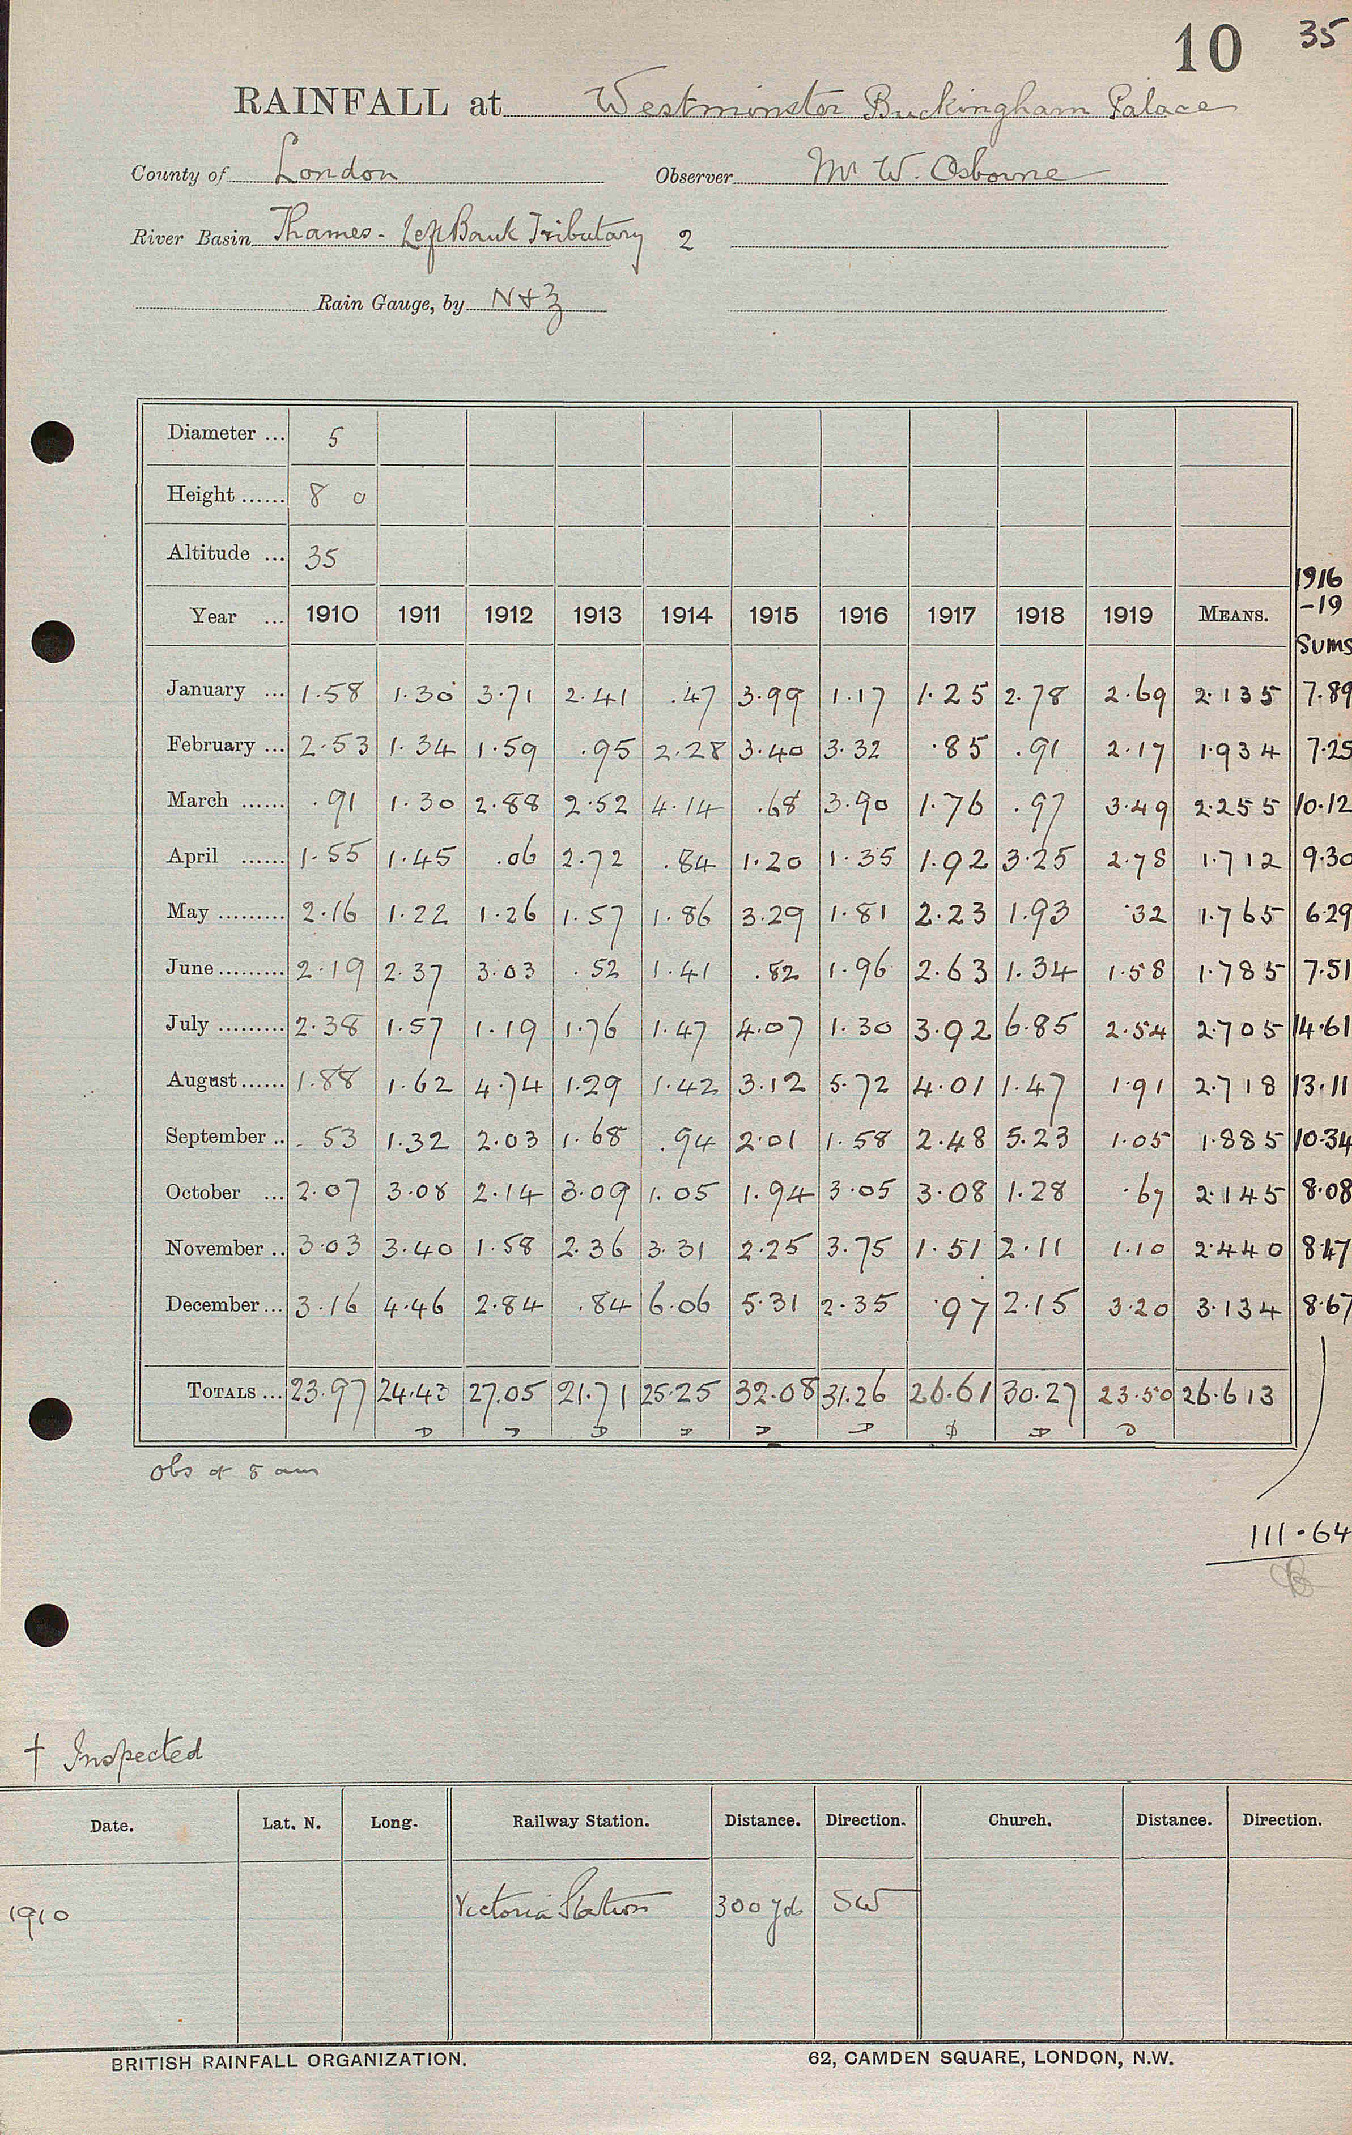 10 35
RAINFALL at Westminster Buckingham Palace
County of London Observer Mr W. Osborne
River Basin Thames - Left Bank Tributary 2
Rain Gauge, by N & Z
Diameter ... 5
Height ...... 8 0
Altitude ... 35
1916
Year ... 1910 1911 1912 1913 1914 1915 1916 1917 1918 1919 MEANS. -19
Sums
January ... 1.58 1.30 3.71 2.41 .47 3.99 1.17 1.25 2.78 2.69 2.135 7.89
February ... 2.53 1.34 1.59 .95 2.28 3.40 3.32 .85 .91 2.17 1.934 7.25
March ...... .91 1.30 2.88 2.52 4.14 .68 3.90 1.76 .97 3.49 2.255 10.12
April ...... 1.55 1.45 .06 2.72 .84 1.20 1.35 1.92 3.25 2.78 1.712 9.30
May ......... 2.16 1.22 1.26 1.57 1.86 3.29 1.81 2.23 1.93 .32 1.765 6.29
June ......... 2.19 2.37 3.03 .52 1.41 .82 1.96 2.63 1.34 1.58 1.785 7.51
July ......... 2.38 1.57 1.19 1.76 1.47 4.07 1.30 3.92 6.85 2.54 2.705 14.61
August ...... 1.88 1.62 4.74 1.29 1.42 3.12 5.72 4.01 1.47 1.91 2.718 13.11
September .. .53 1.32 2.03 1.68 .94 2.01 1.58 2.48 5.23 1.05 1.885 10.34
October ... 2.07 3.08 2.14 3.09 1.05 1.94 3.05 3.08 1.28 .67 2.145 8.08
November .. 3.03 3.40 1.58 2.36 3.31 2.25 3.75 1.51 2.11 1.10 2.440 8.47
December ... 3.16 4.46 2.84 .84 6.06 5.31 2.35 .97 2.15 3.20 3.134 8.67
TOTALS ... 23.97 24.43 27.05 21.71 25.25 32.08 31.26 26.61 30.27 23.50 26.613
obs at 8 am
111.64
† Inspected
Date. Lat. N. Long. Railway Station. Distance. Direction. Church. Distance. Direction.
1910 Victoria Station 300 yds SW
BRITISH RAINFALL ORGANIZATION. 62, CAMDEN SQUARE, LONDON, N.W.